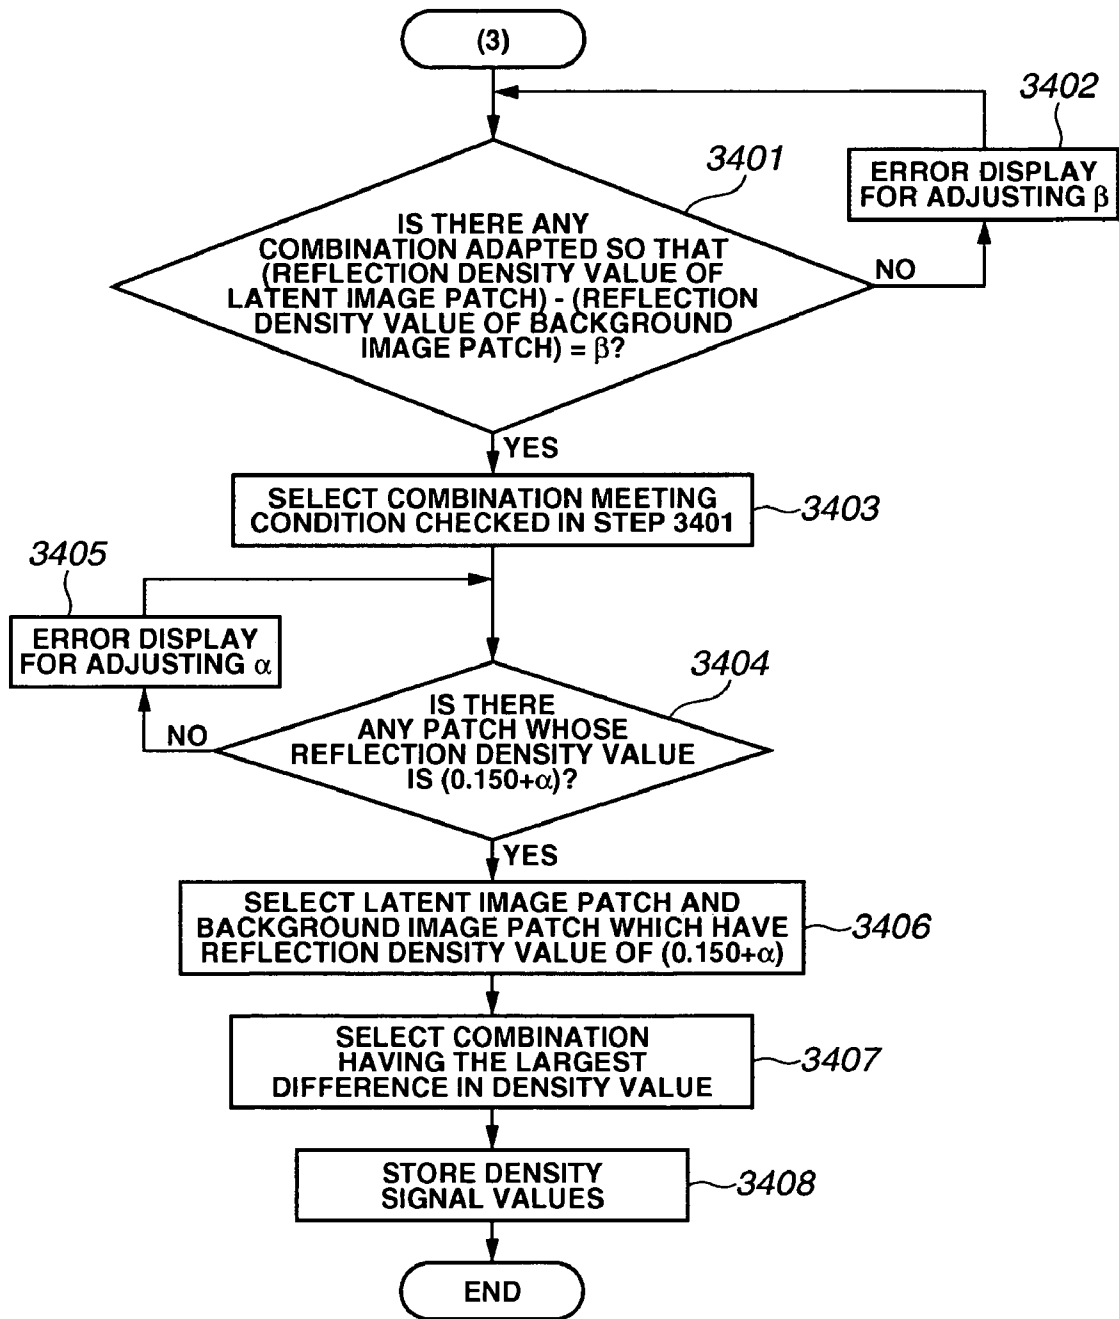 (3)
3402
ERROR DISPLAY
FOR ADJUSTING β
3401
IS THERE ANY
COMBINATION ADAPTED SO THAT
(REFLECTION DENSITY VALUE OF
LATENT IMAGE PATCH) - (REFLECTION
DENSITY VALUE OF BACKGROUND
IMAGE PATCH) = β?
NO
YES
SELECT COMBINATION MEETING
CONDITION CHECKED IN STEP 3401
3403
3405
ERROR DISPLAY
FOR ADJUSTING α
3404
IS THERE
ANY PATCH WHOSE
REFLECTION DENSITY VALUE
IS (0.150+α)?
NO
YES
SELECT LATENT IMAGE PATCH AND
BACKGROUND IMAGE PATCH WHICH HAVE
REFLECTION DENSITY VALUE OF (0.150+α)
3406
SELECT COMBINATION
HAVING THE LARGEST
DIFFERENCE IN DENSITY VALUE
3407
STORE DENSITY
SIGNAL VALUES
3408
END